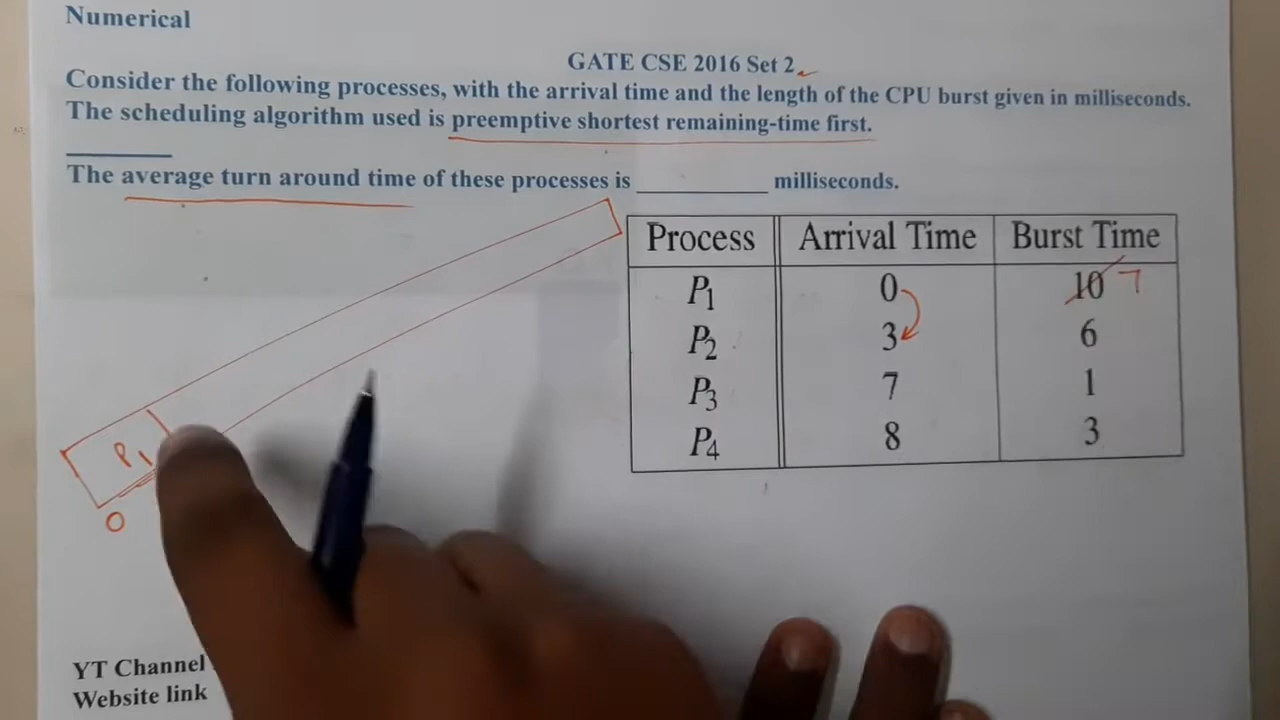 Numerical
GATE CSE 2016 Set 2
Consider the following processes, with the arrival time and the length of the CPU burst given in milliseconds.
The scheduling algorithm used is preemptive shortest remaining-time first.
The average turn around time of these processes is __________ milliseconds.
Process Arrival Time Burst Time
P1 0 10 7
P2 3 6
P3 7 1
P4 8 3
P1
0
YT Channel
Website link